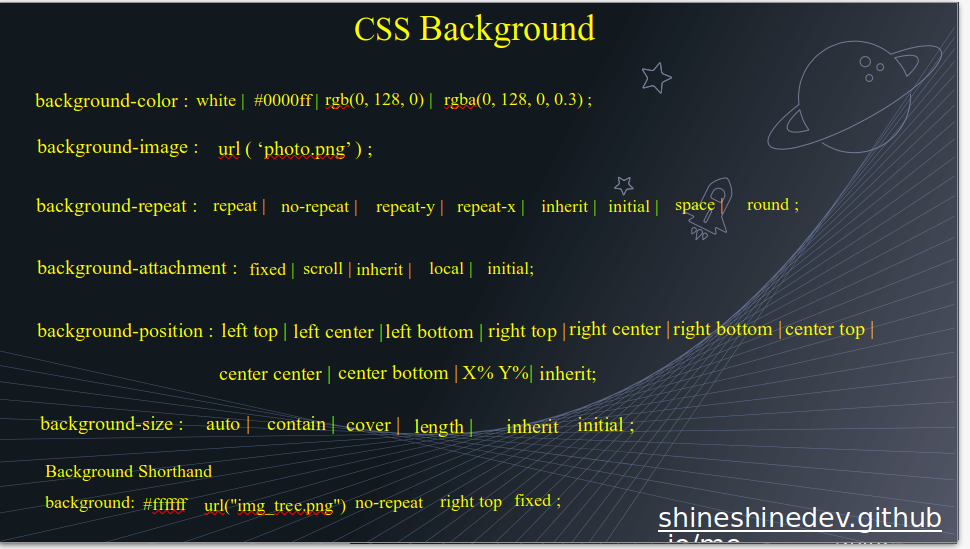 CSS Background
background-color : white | #0000ff | rgb(0, 128, 0) | rgba(0, 128, 0, 0.3) ;
background-image : url ( ‘photo.png’ ) ;
background-repeat : repeat | no-repeat | repeat-y | repeat-x | inherit | initial | space | round ;
background-attachment : fixed | scroll | inherit | local | initial;
background-position : left top | left center | left bottom | right top | right center | right bottom | center top |
center center | center bottom | X% Y% | inherit;
background-size : auto | contain | cover | length | inherit initial ;
Background Shorthand
background: #ffffff url("img_tree.png") no-repeat right top fixed ;
shineshinedev.github